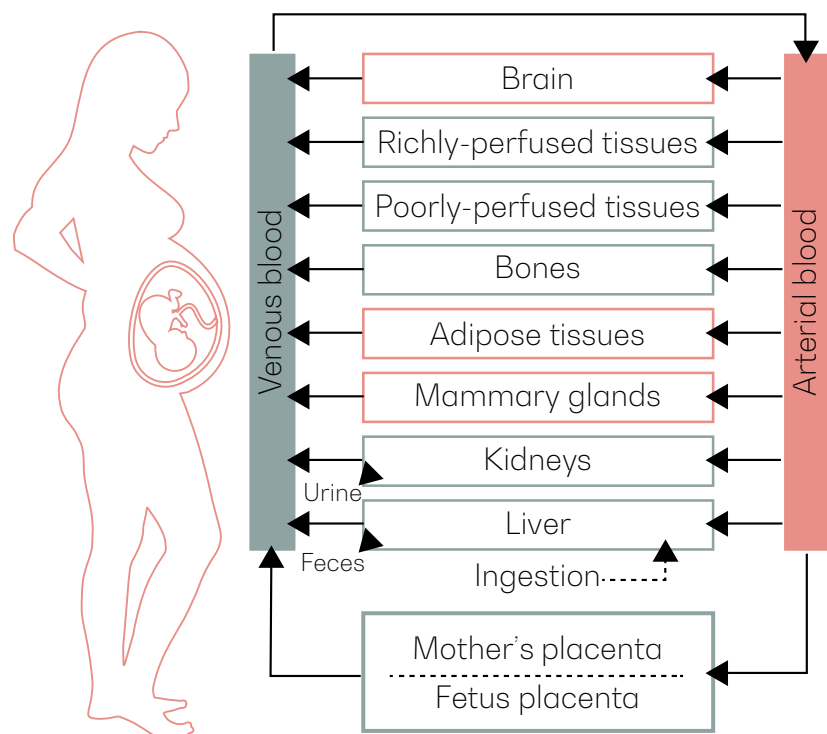 Brain
Richly-perfused tissues
Poorly-perfused tissues
Bones
Adipose tissues
Mammary glands
Kidneys
Urine
Liver
Feces
Ingestion
Mother's placenta
Fetus placenta
Venous blood
Arterial blood